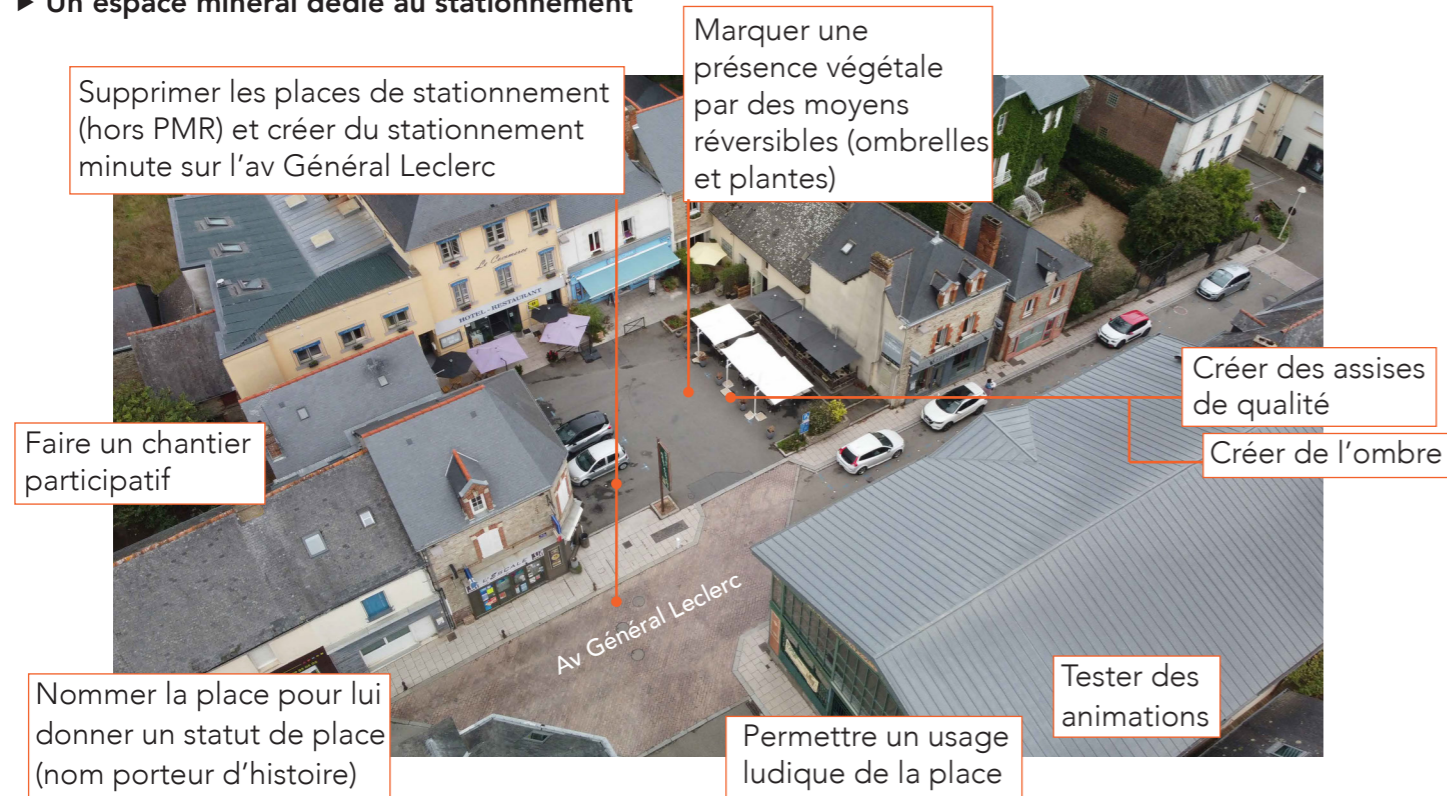 ▶ Un espace minéral dédié au stationnement
Marquer une
présence végétale
par des moyens
réversibles (ombrelles
et plantes)
Supprimer les places de stationnement
(hors PMR) et créer du stationnement
minute sur l’av Général Leclerc
Le Commerce
HOTEL - RESTAURANT
Créer des assises
de qualité
Créer de l’ombre
Faire un chantier
participatif
L'ESCALE
Av Général Leclerc
Tester des
animations
Nommer la place pour lui
donner un statut de place
(nom porteur d’histoire)
Permettre un usage
ludique de la place